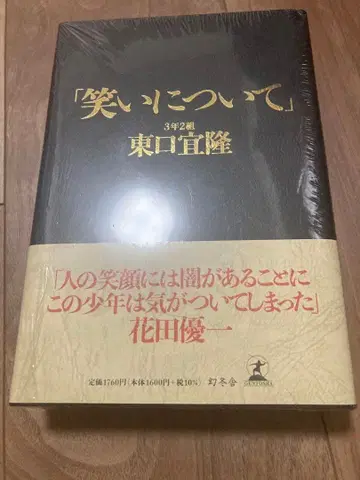 「笑いについて」
3年2組
東口宜隆
「人の笑顔には闇があることに
この少年は気がついてしまった」
花田優一
定価1760円(本体1600円+税10%) 幻冬舎
GENTOSHA